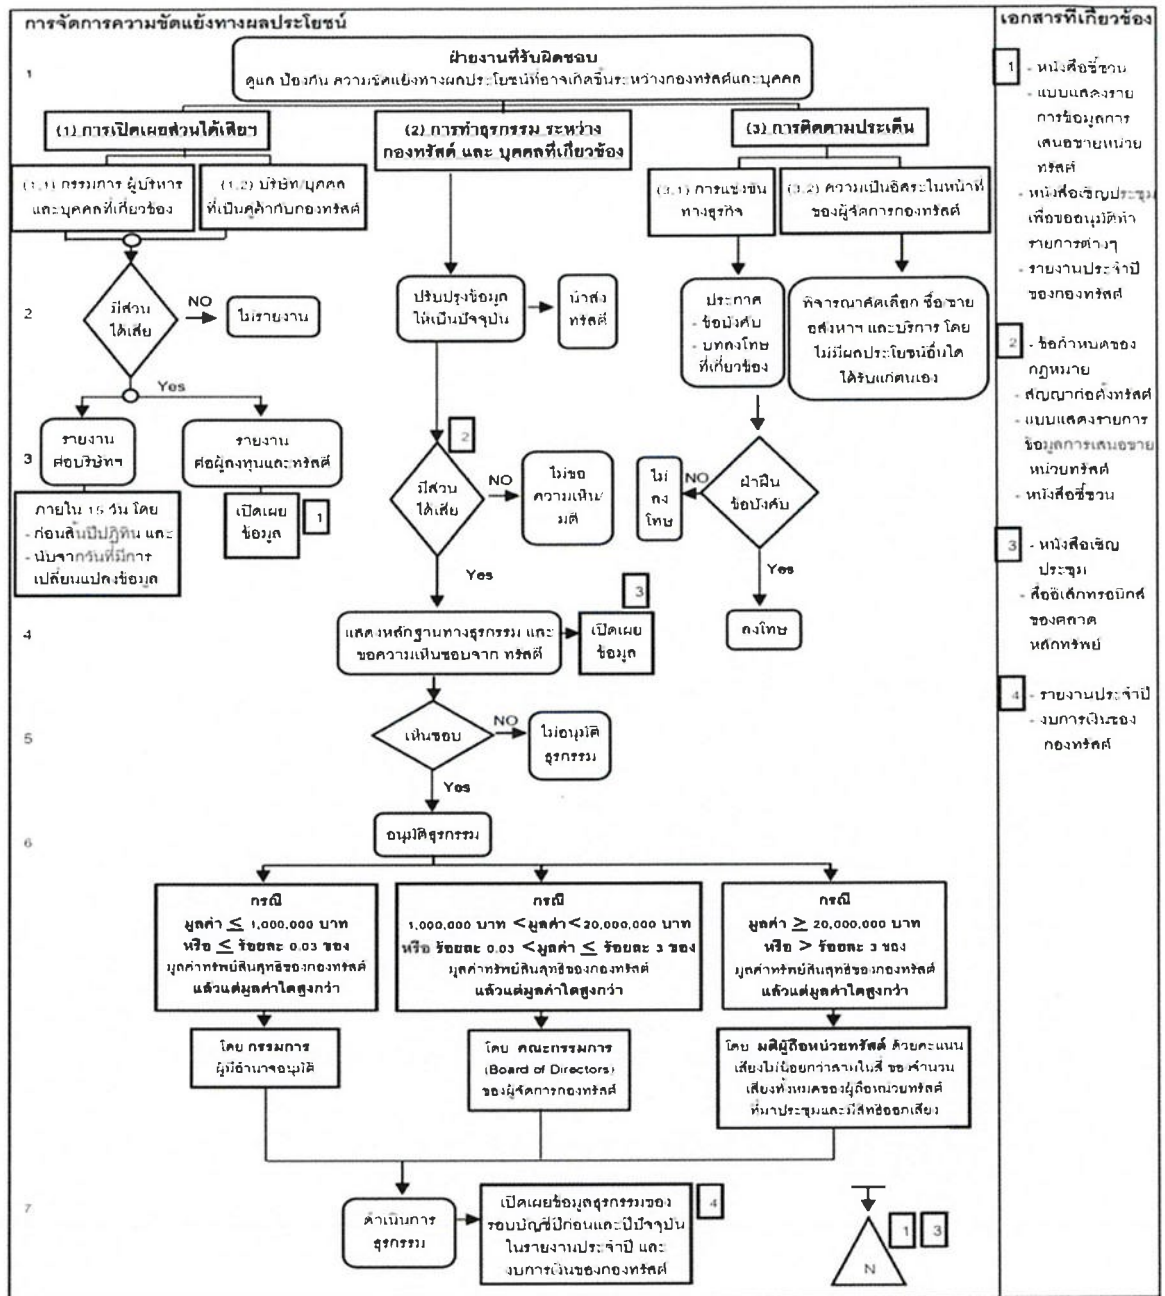 การจัดการความขัดแย้งทางผลประโยชน์
ฝ่ายงานที่รับผิดชอบ
ดูแล ป้องกัน ความขัดแย้งทางผลประโยชน์ที่อาจเกิดขึ้นระหว่างกองทรัสต์และบุคคล
1
(1) การเปิดเผยส่วนได้เสียฯ
(2) การทำธุรกรรม ระหว่าง
กองทรัสต์ และ บุคคลที่เกี่ยวข้อง
(3) การติดตามประเด็น
(1.1) กรรมการ ผู้บริหาร
และบุคคลที่เกี่ยวข้อง
(1.2) บริษัท/บุคคล
ที่เป็นคู่ค้ากับกองทรัสต์
(3.1) การแข่งขัน
ทางธุรกิจ
(3.2) ความเป็นอิสระในหน้าที่
ของผู้จัดการกองทรัสต์
2
มีส่วน
ได้เสีย
NO
ไม่รายงาน
ปรับปรุงข้อมูล
ให้เป็นปัจจุบัน
นำส่ง
ทรัสตี
ประกาศ
- ข้อบังคับ
- บทลงโทษ
ที่เกี่ยวข้อง
พิจารณาคัดเลือก ซื้อ/ขาย
อสังหาฯ และบริการ โดย
ไม่มีผลประโยชน์อื่นใด
ได้รับแก่ตนเอง
Yes
3
รายงาน
ต่อบริษัทฯ
รายงาน
ต่อผู้ลงทุนและทรัสตี
ภายใน 15 วัน โดย
- ก่อนสิ้นปีปฏิทิน และ
- นับจากวันที่มีการ
เปลี่ยนแปลงข้อมูล
เปิดเผย
ข้อมูล
1
2
มีส่วน
ได้เสีย
NO
ไม่ขอ
ความเห็น/
มติ
ไม่
ลง
โทษ
NO
ฝ่าฝืน
ข้อบังคับ
Yes
Yes
4
แสดงหลักฐานทางธุรกรรม และ
ขอความเห็นชอบจาก ทรัสตี
3
เปิดเผย
ข้อมูล
ลงโทษ
5
เห็นชอบ
NO
ไม่อนุมัติ
ธุรกรรม
Yes
6
อนุมัติธุรกรรม
กรณี
มูลค่า ≤ 1,000,000 บาท
หรือ ≤ ร้อยละ 0.03 ของ
มูลค่าทรัพย์สินสุทธิของกองทรัสต์
แล้วแต่มูลค่าใดสูงกว่า
กรณี
1,000,000 บาท <มูลค่า<20,000,000 บาท
หรือ ร้อยละ 0.03 <มูลค่า ≤ ร้อยละ 3 ของ
มูลค่าทรัพย์สินสุทธิของกองทรัสต์
แล้วแต่มูลค่าใดสูงกว่า
กรณี
มูลค่า ≥ 20,000,000 บาท
หรือ > ร้อยละ 3 ของ
มูลค่าทรัพย์สินสุทธิของกองทรัสต์
แล้วแต่มูลค่าใดสูงกว่า
โดย กรรมการ
ผู้มีอำนาจอนุมัติ
โดย คณะกรรมการ
(Board of Directors)
ของผู้จัดการกองทรัสต์
โดย มติผู้ถือหน่วยทรัสต์ ด้วยคะแนน
เสียงไม่น้อยกว่าสามในสี่ ของจำนวน
เสียงทั้งหมดของผู้ถือหน่วยทรัสต์
ที่มาประชุมและมีสิทธิออกเสียง
7
ดำเนินการ
ธุรกรรม
เปิดเผยข้อมูลธุรกรรมของ
รอบบัญชีปีก่อนและปีปัจจุบัน
ในรายงานประจำปี และ
งบการเงินของกองทรัสต์
4
N
1 3
เอกสารที่เกี่ยวข้อง
1 - หนังสือชี้ชวน
- แบบแสดงราย
การข้อมูลการ
เสนอขายหน่วย
ทรัสต์
- หนังสือเชิญประชุม
เพื่อขออนุมัติทำ
รายการต่างๆ
- รายงานประจำปี
ของกองทรัสต์
2 - ข้อกำหนดของ
กฎหมาย
- สัญญาก่อตั้งทรัสต์
- แบบแสดงรายการ
ข้อมูลการเสนอขาย
หน่วยทรัสต์
- หนังสือชี้ชวน
3 - หนังสือเชิญ
ประชุม
- สื่ออิเล็กทรอนิกส์
ของตลาด
หลักทรัพย์
4 - รายงานประจำปี
- งบการเงินของ
กองทรัสต์